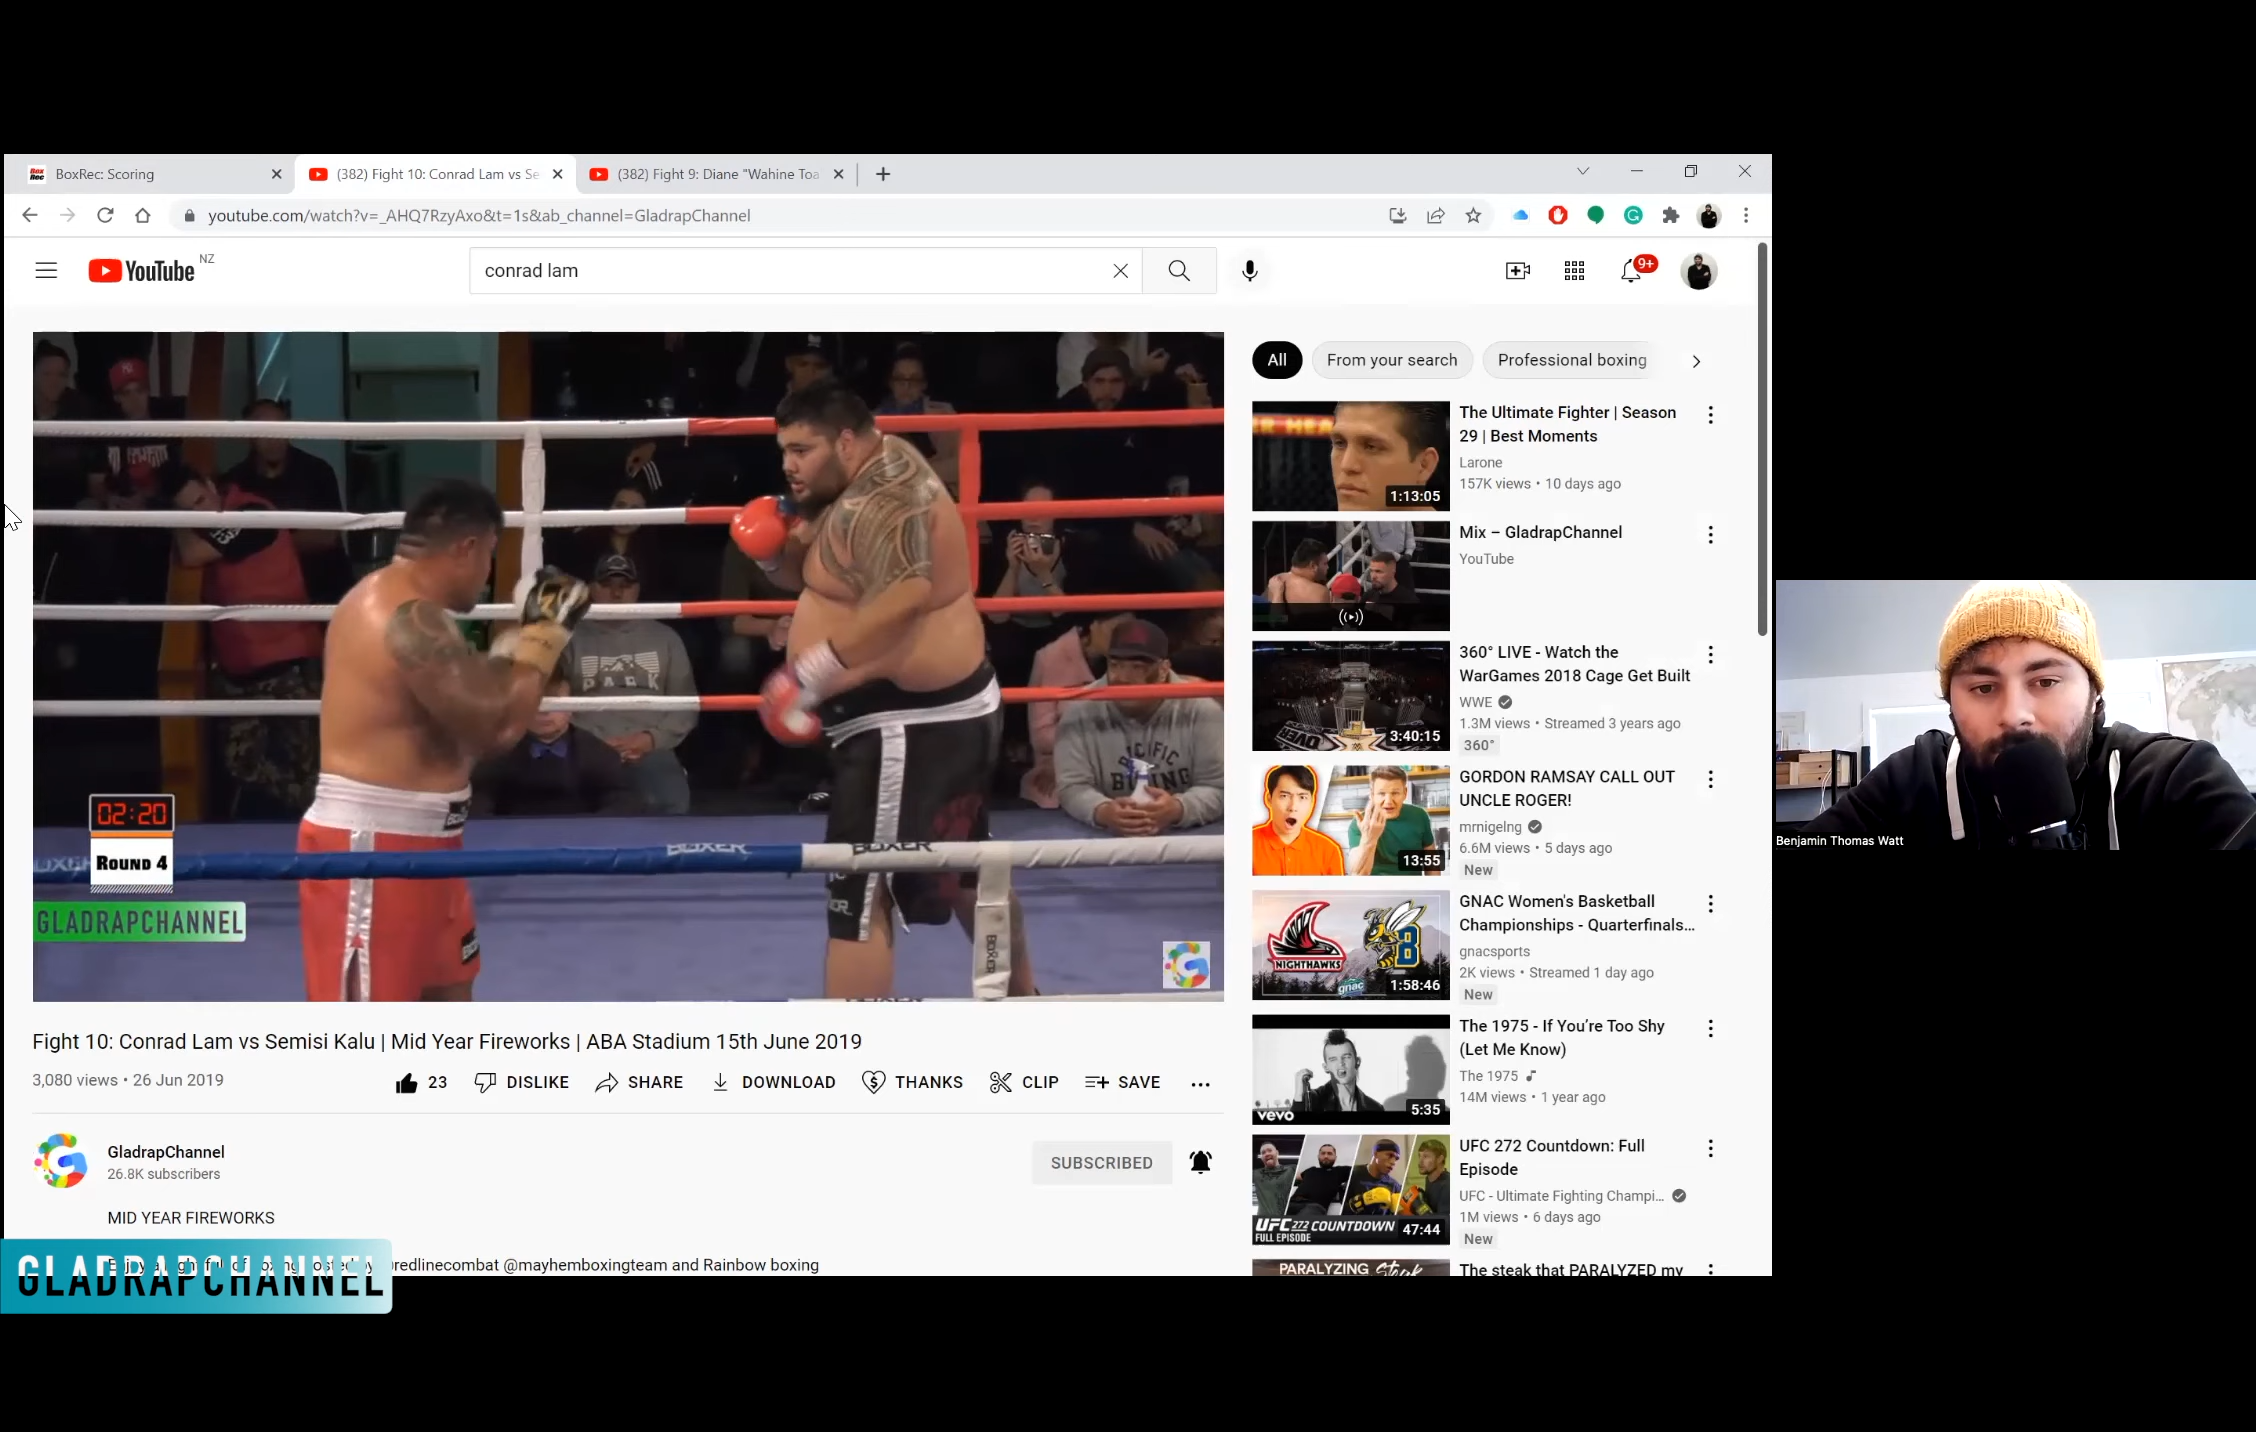 BoxRec: Scoring
(382) Fight 10: Conrad Lam vs Se
(382) Fight 9: Diane "Wahine Toa
youtube.com/watch?v=_AHQ7RzyAxo&t=1s&ab_channel=GladrapChannel
YouTube NZ
conrad lam
9+
PARK
PACIFIC
BOXING
02:20
ROUND 4
BOXER
BOXER
BOXER
GLADRAPCHANNEL
Fight 10: Conrad Lam vs Semisi Kalu | Mid Year Fireworks | ABA Stadium 15th June 2019
3,080 views • 26 Jun 2019
23 DISLIKE SHARE DOWNLOAD THANKS CLIP SAVE
GladrapChannel
26.8K subscribers
SUBSCRIBED
MID YEAR FIREWORKS
redlinecombat @mayhemboxingteam and Rainbow boxing
GLADRAPCHANNEL
All From your search Professional boxing
1:13:05
The Ultimate Fighter | Season
29 | Best Moments
Larone
157K views • 10 days ago
Mix – GladrapChannel
YouTube
3:40:15
360° LIVE - Watch the
WarGames 2018 Cage Get Built
WWE
1.3M views • Streamed 3 years ago
360°
13:55
GORDON RAMSAY CALL OUT
UNCLE ROGER!
mrnigelng
6.6M views • 5 days ago
New
NIGHTHAWKS
B
gnac
1:58:46
GNAC Women's Basketball
Championships - Quarterfinals...
gnacsports
2K views • Streamed 1 day ago
New
vevo
5:35
The 1975 - If You're Too Shy
(Let Me Know)
The 1975
14M views • 1 year ago
UFC 272 COUNTDOWN
FULL EPISODE
47:44
UFC 272 Countdown: Full
Episode
UFC - Ultimate Fighting Champi...
1M views • 6 days ago
New
PARALYZING Steak
The steak that PARALYZED my
Benjamin Thomas Watt